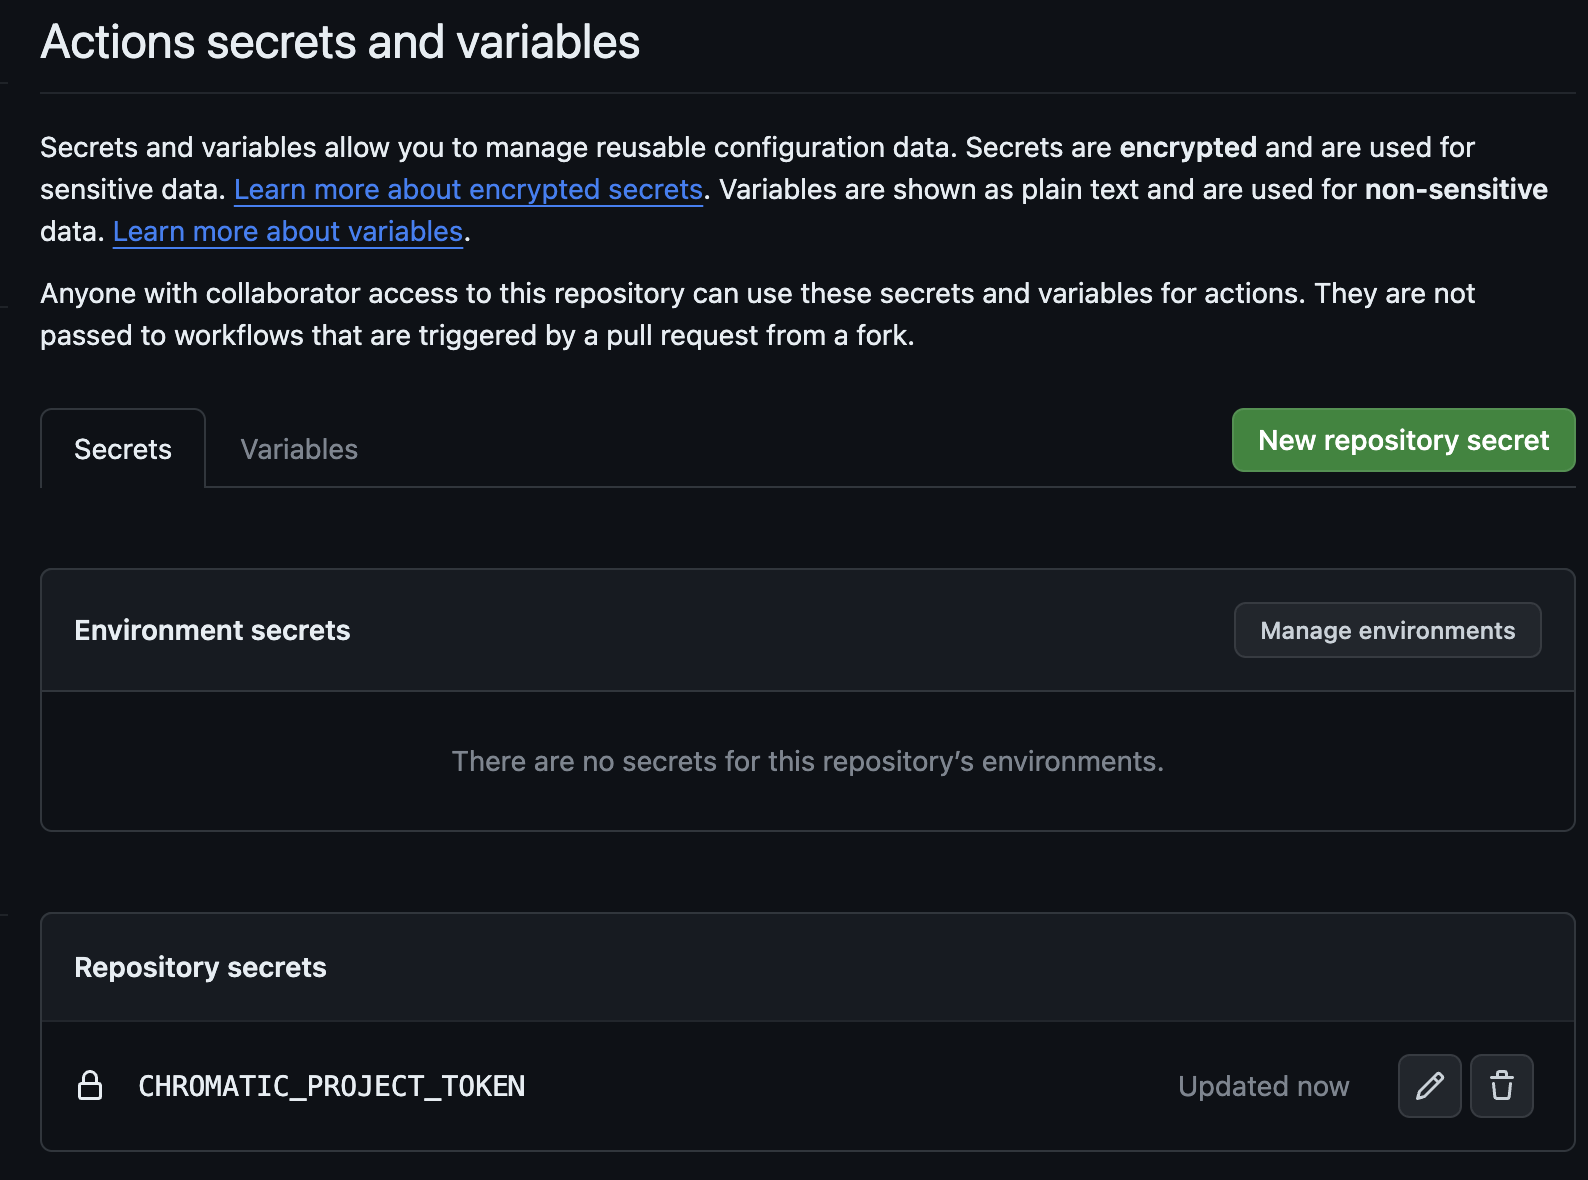 Actions secrets and variables
Secrets and variables allow you to manage reusable configuration data. Secrets are encrypted and are used for
sensitive data. Learn more about encrypted secrets. Variables are shown as plain text and are used for non-sensitive
data. Learn more about variables.
Anyone with collaborator access to this repository can use these secrets and variables for actions. They are not
passed to workflows that are triggered by a pull request from a fork.
Secrets Variables New repository secret
Environment secrets Manage environments
There are no secrets for this repository’s environments.
Repository secrets
CHROMATIC_PROJECT_TOKEN Updated now